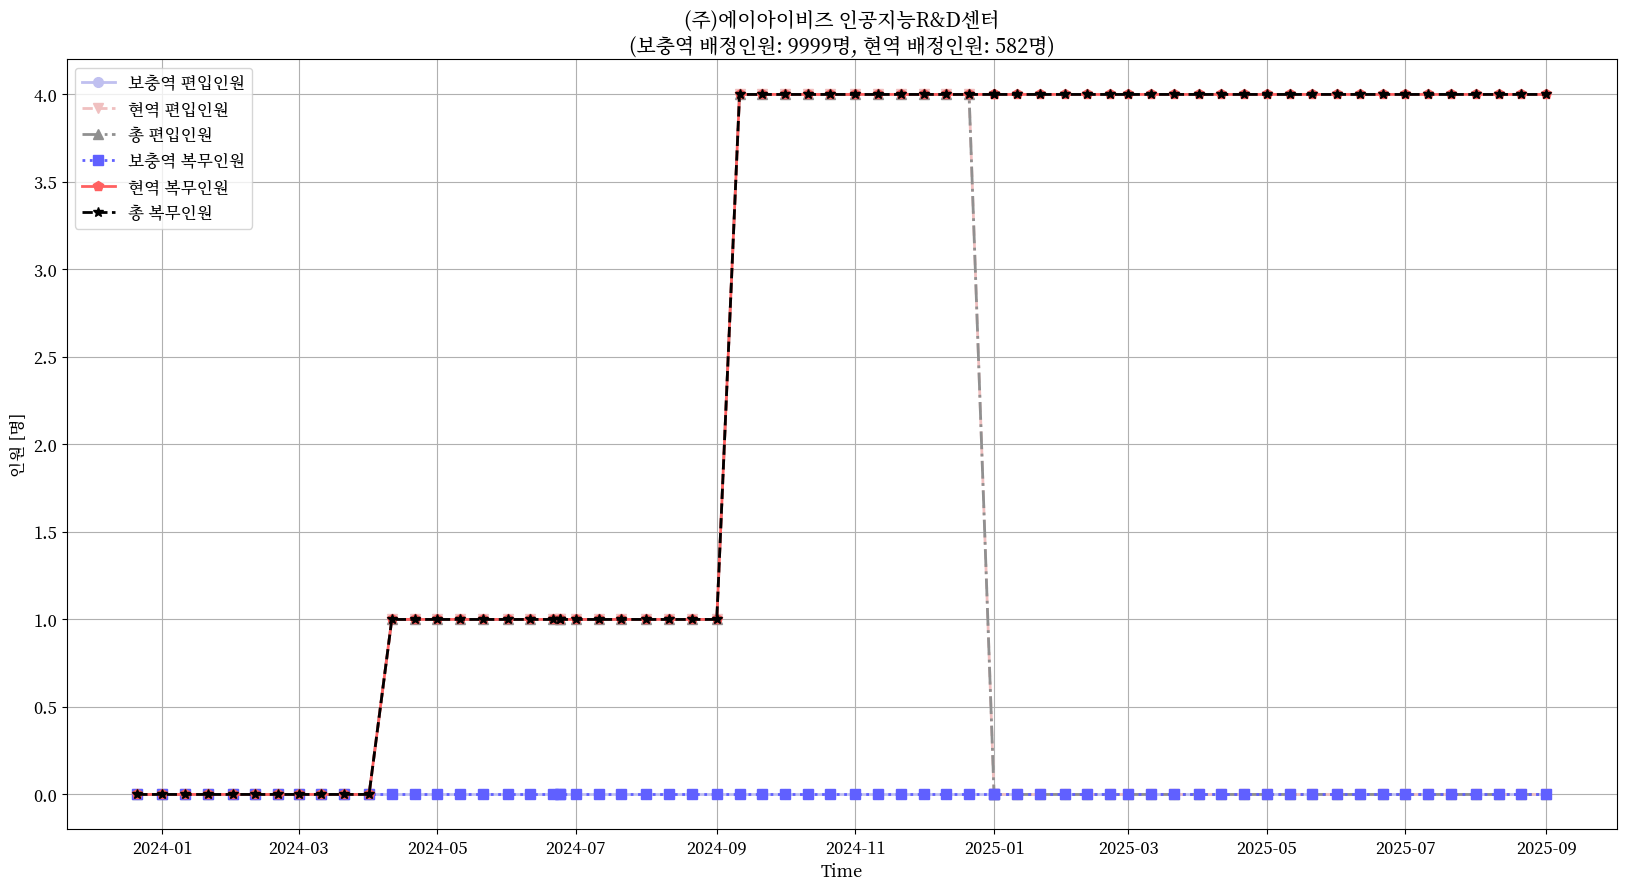 (주)에이아이비즈 인공지능R&D센터
(보충역 배정인원: 9999명, 현역 배정인원: 582명)
보충역 편입인원
현역 편입인원
총 편입인원
보충역 복무인원
현역 복무인원
총 복무인원
인원 [명]
4.0
3.5
3.0
2.5
2.0
1.5
1.0
0.5
0.0
2024-01 2024-03 2024-05 2024-07 2024-09 2024-11 2025-01 2025-03 2025-05 2025-07 2025-09
Time